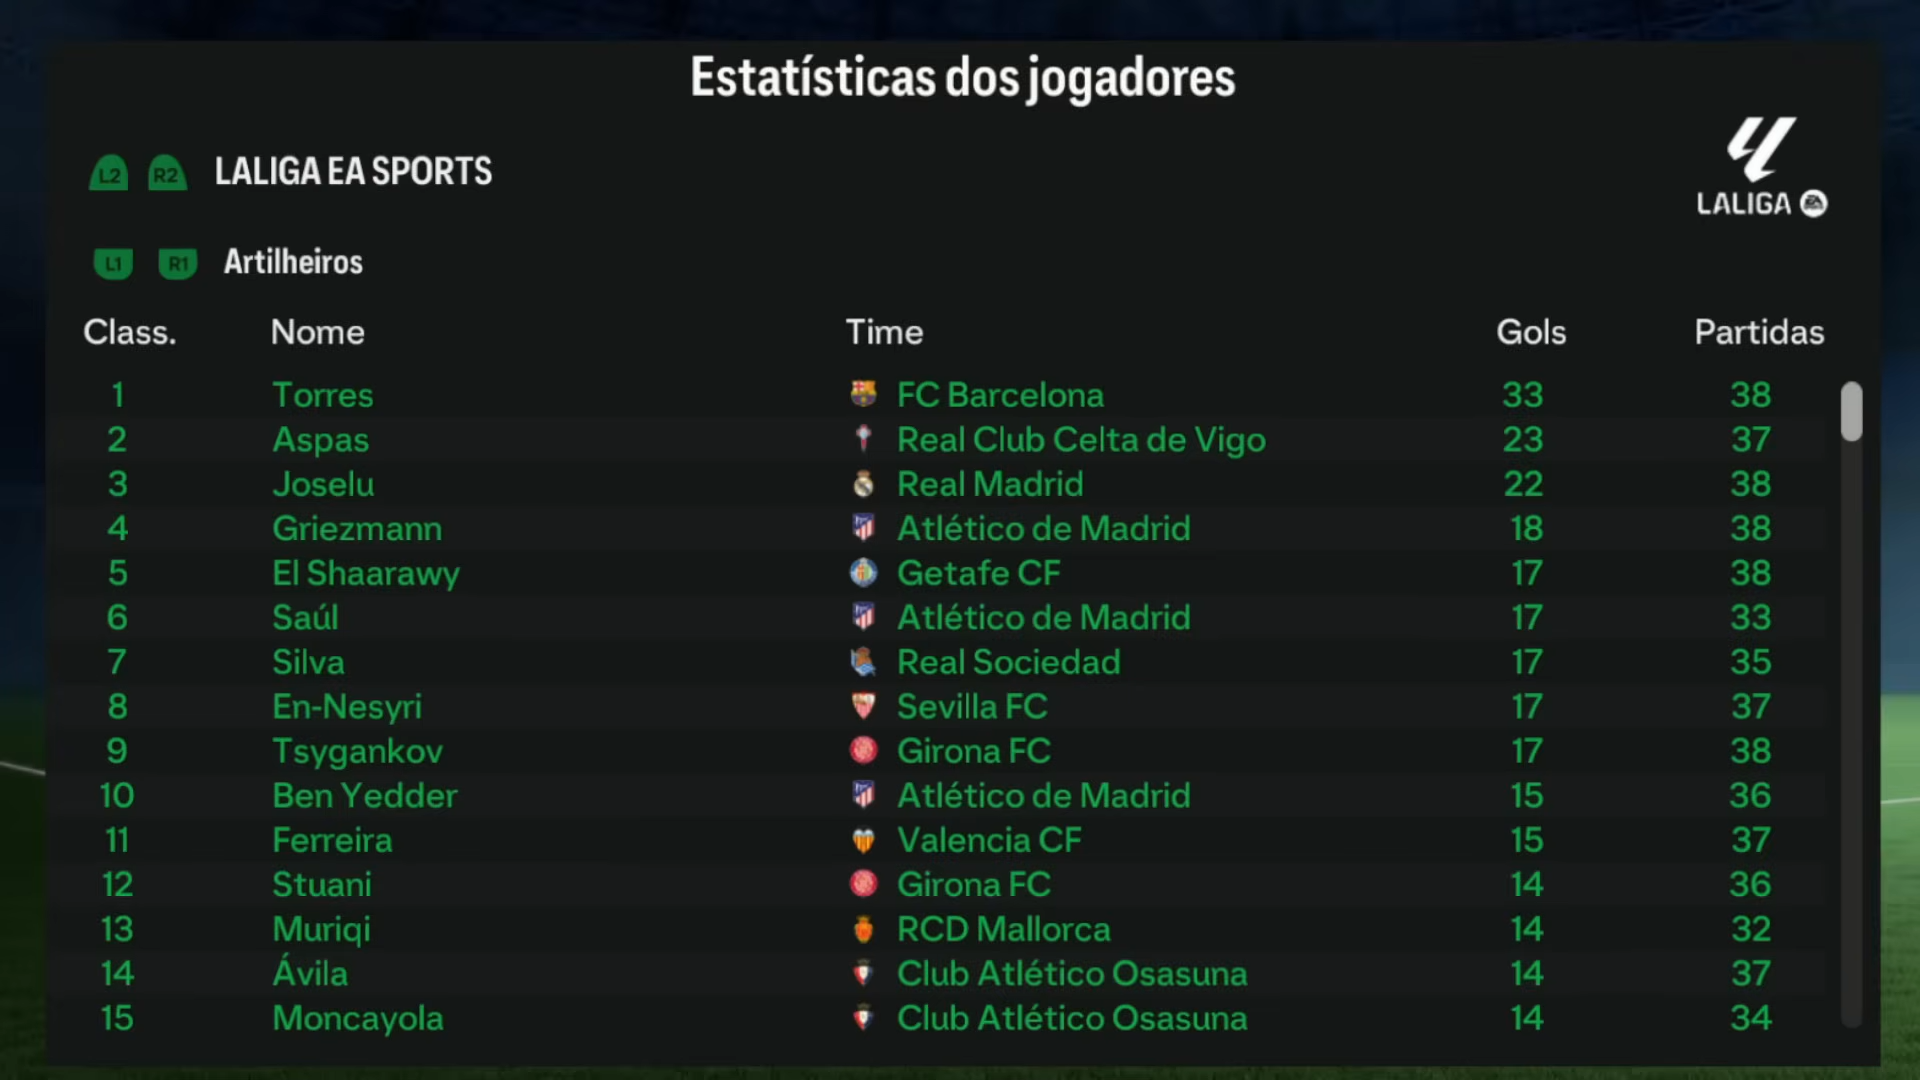 Estatísticas dos jogadores
L2 R2 LALIGA EA SPORTS
LALIGA EA
L1 R1 Artilheiros
Class. Nome Time Gols Partidas
1 Torres FC Barcelona 33 38
2 Aspas Real Club Celta de Vigo 23 37
3 Joselu Real Madrid 22 38
4 Griezmann Atlético de Madrid 18 38
5 El Shaarawy Getafe CF 17 38
6 Saúl Atlético de Madrid 17 33
7 Silva Real Sociedad 17 35
8 En-Nesyri Sevilla FC 17 37
9 Tsygankov Girona FC 17 38
10 Ben Yedder Atlético de Madrid 15 36
11 Ferreira Valencia CF 15 37
12 Stuani Girona FC 14 36
13 Muriqi RCD Mallorca 14 32
14 Ávila Club Atlético Osasuna 14 37
15 Moncayola Club Atlético Osasuna 14 34